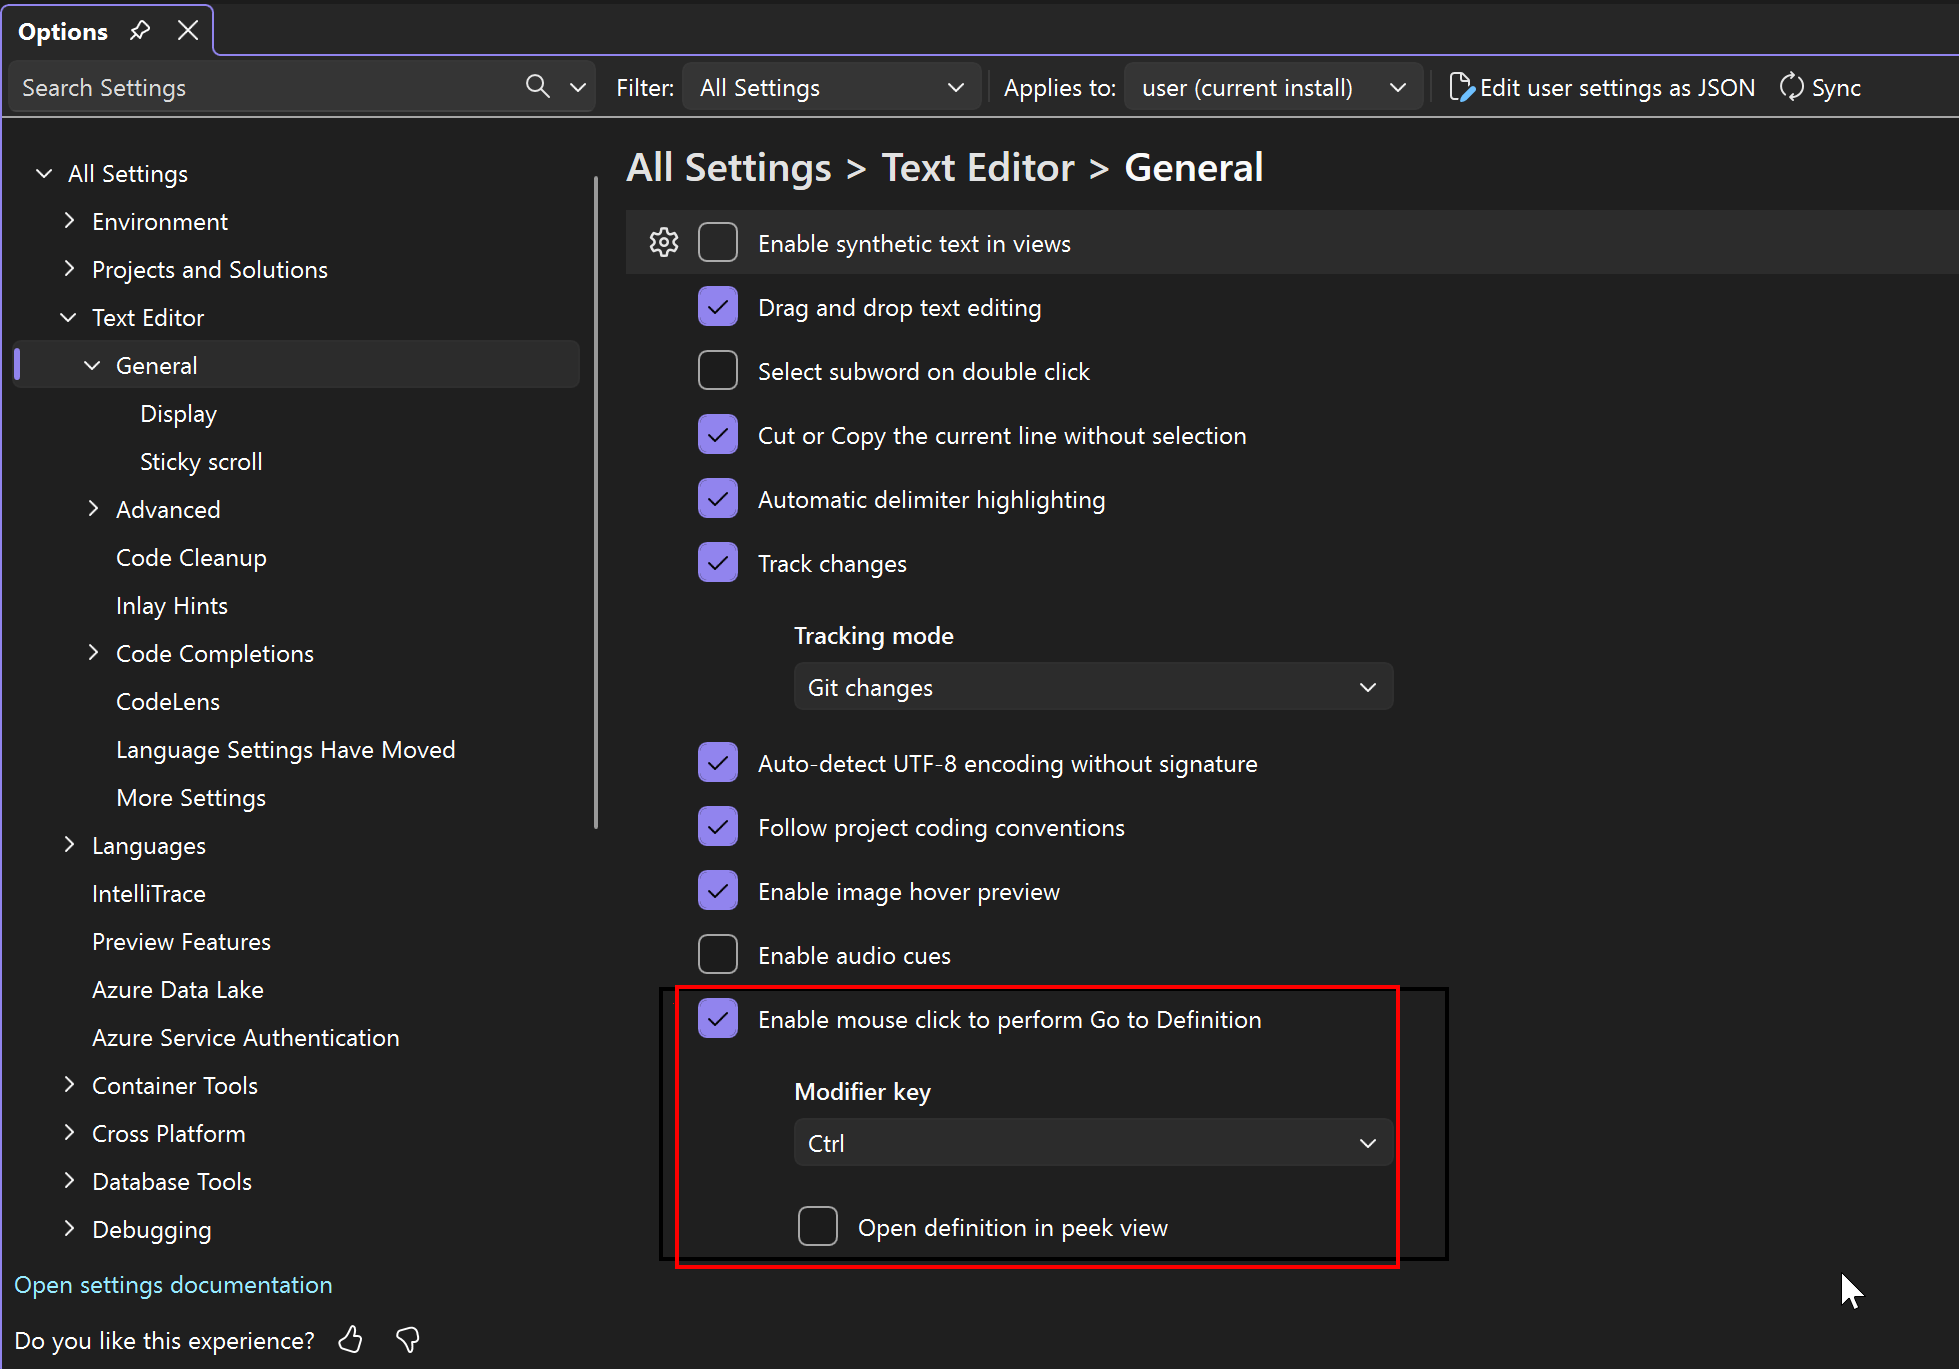 Options
Search Settings
Filter: All Settings
Applies to: user (current install)
Edit user settings as JSON
Sync
All Settings
Environment
Projects and Solutions
Text Editor
General
Display
Sticky scroll
Advanced
Code Cleanup
Inlay Hints
Code Completions
CodeLens
Language Settings Have Moved
More Settings
Languages
IntelliTrace
Preview Features
Azure Data Lake
Azure Service Authentication
Container Tools
Cross Platform
Database Tools
Debugging
Open settings documentation
Do you like this experience?
All Settings > Text Editor > General
Enable synthetic text in views
Drag and drop text editing
Select subword on double click
Cut or Copy the current line without selection
Automatic delimiter highlighting
Track changes
Tracking mode
Git changes
Auto-detect UTF-8 encoding without signature
Follow project coding conventions
Enable image hover preview
Enable audio cues
Enable mouse click to perform Go to Definition
Modifier key
Ctrl
Open definition in peek view